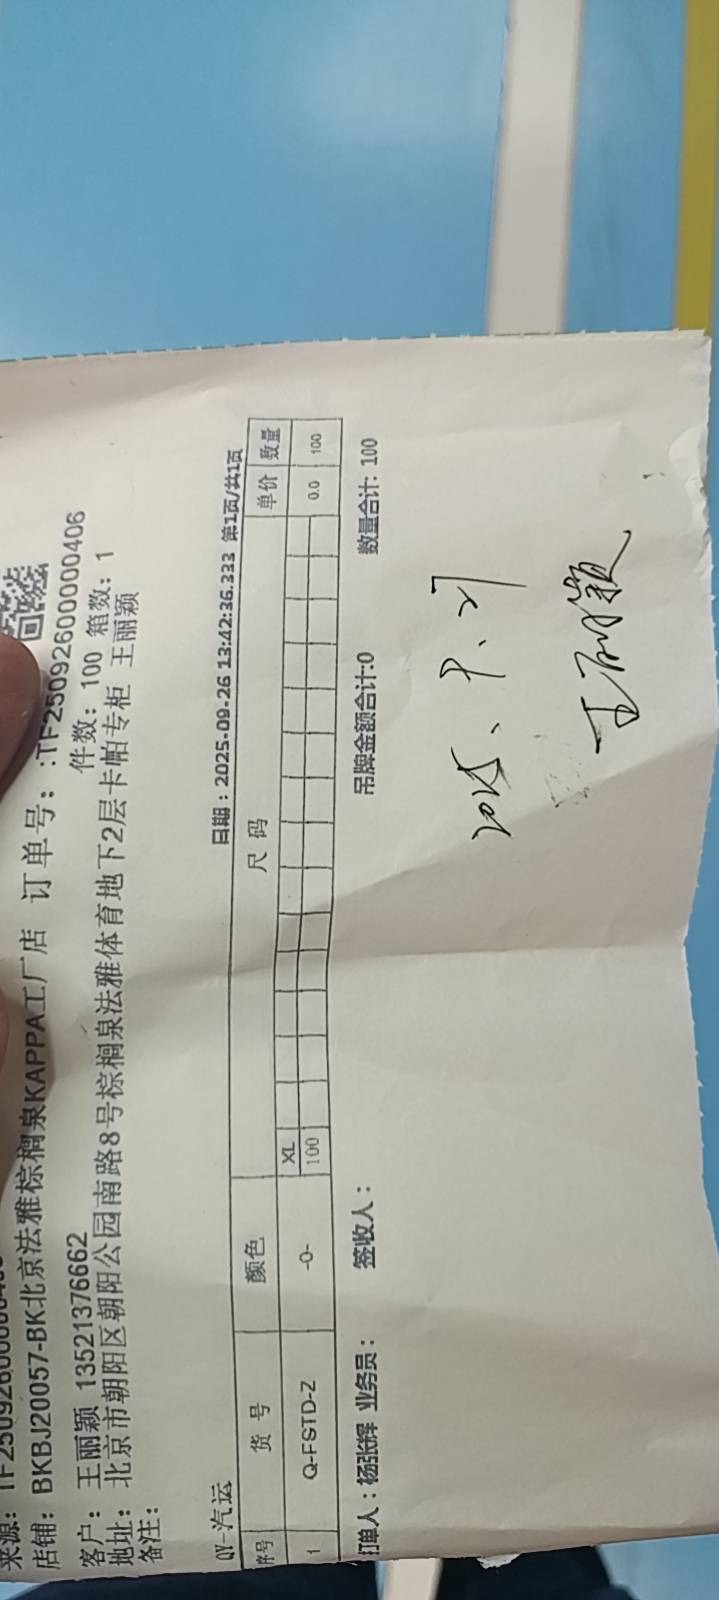 来源: TF25092600000406
店铺: BKBJ20057-BK北京法雅棕榈泉KAPPA工厂店 订单号: :TF25092600000406
客户: 王丽颖 13521376662 件数: 100 箱数: 1
地址: 北京市朝阳区朝阳公园南路8号棕榈泉法雅体育地下2层卡帕专柜 王丽颖
备注:
QY-汽运 日期:2025-09-26 13:42:36.333 第1页/共1页
序号 货号 颜色 尺码 单价 数量
XL
1 Q-FSTD-Z -0- 100 0.0 100
打单人:杨张辉 业务员: 签收人: 吊牌金额合计:0 数量合计: 100
2025、9、27
王丽颖